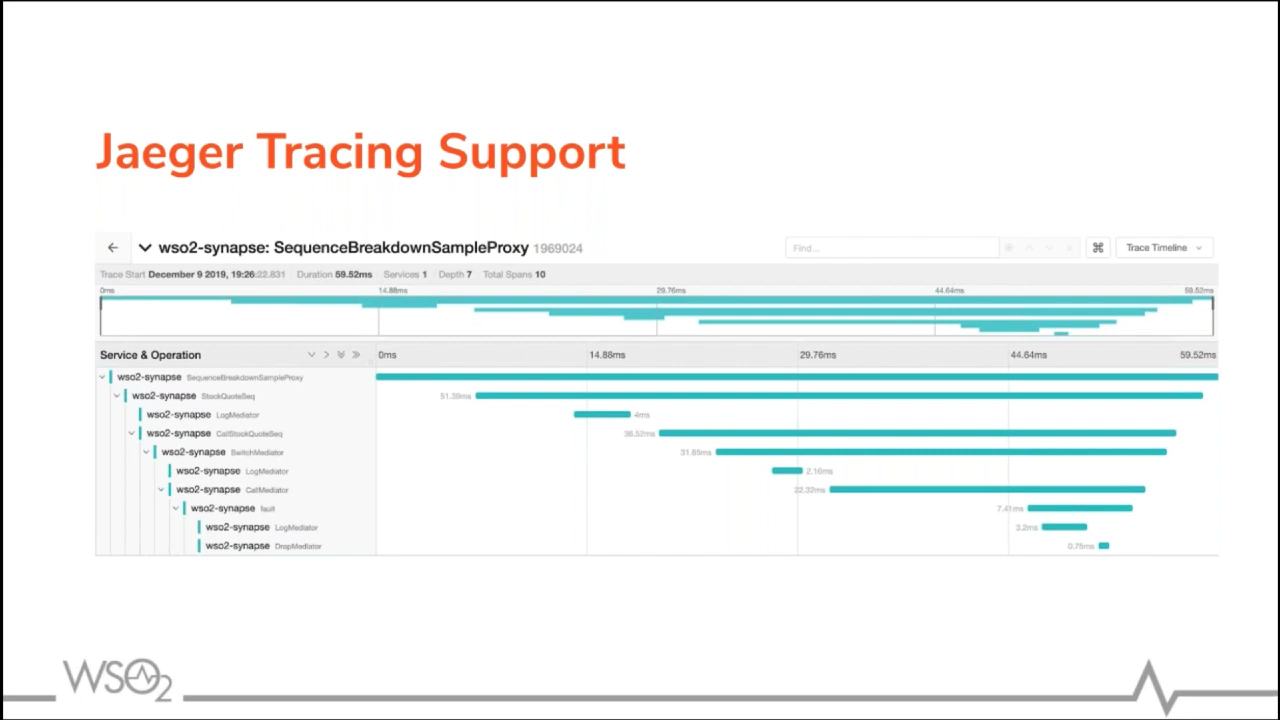 Jaeger Tracing Support
wso2-synapse: SequenceBreakdownSampleProxy 1969024
Find...
Trace Timeline
Trace Start December 9 2019, 19:26:22.831 Duration 59.52ms Services 1 Depth 7 Total Spans 10
0ms 14.88ms 29.76ms 44.64ms 59.52ms
Service & Operation 0ms 14.88ms 29.76ms 44.64ms 59.52ms
wso2-synapse SequenceBreakdownSampleProxy
wso2-synapse StockQuoteSeq 51.39ms
wso2-synapse LogMediator 4ms
wso2-synapse CallStockQuoteSeq 36.52ms
wso2-synapse SwitchMediator 31.85ms
wso2-synapse LogMediator 2.16ms
wso2-synapse CallMediator 22.32ms
wso2-synapse fault 7.41ms
wso2-synapse LogMediator 3.2ms
wso2-synapse DropMediator 0.75ms
WSO2